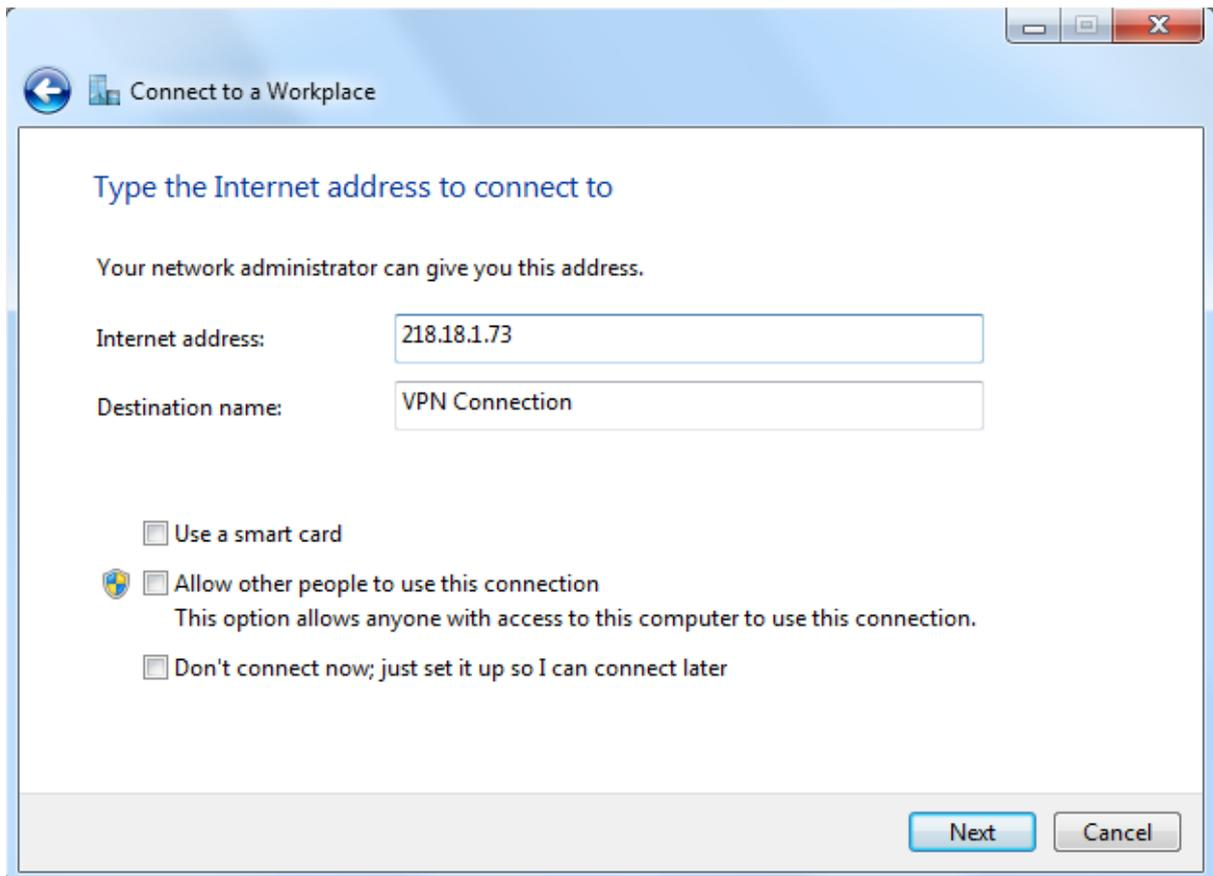 Connect to a Workplace
Type the Internet address to connect to
Your network administrator can give you this address.
Internet address: 218.18.1.73
Destination name: VPN Connection
Use a smart card
Allow other people to use this connection
This option allows anyone with access to this computer to use this connection.
Don't connect now; just set it up so I can connect later
Next Cancel